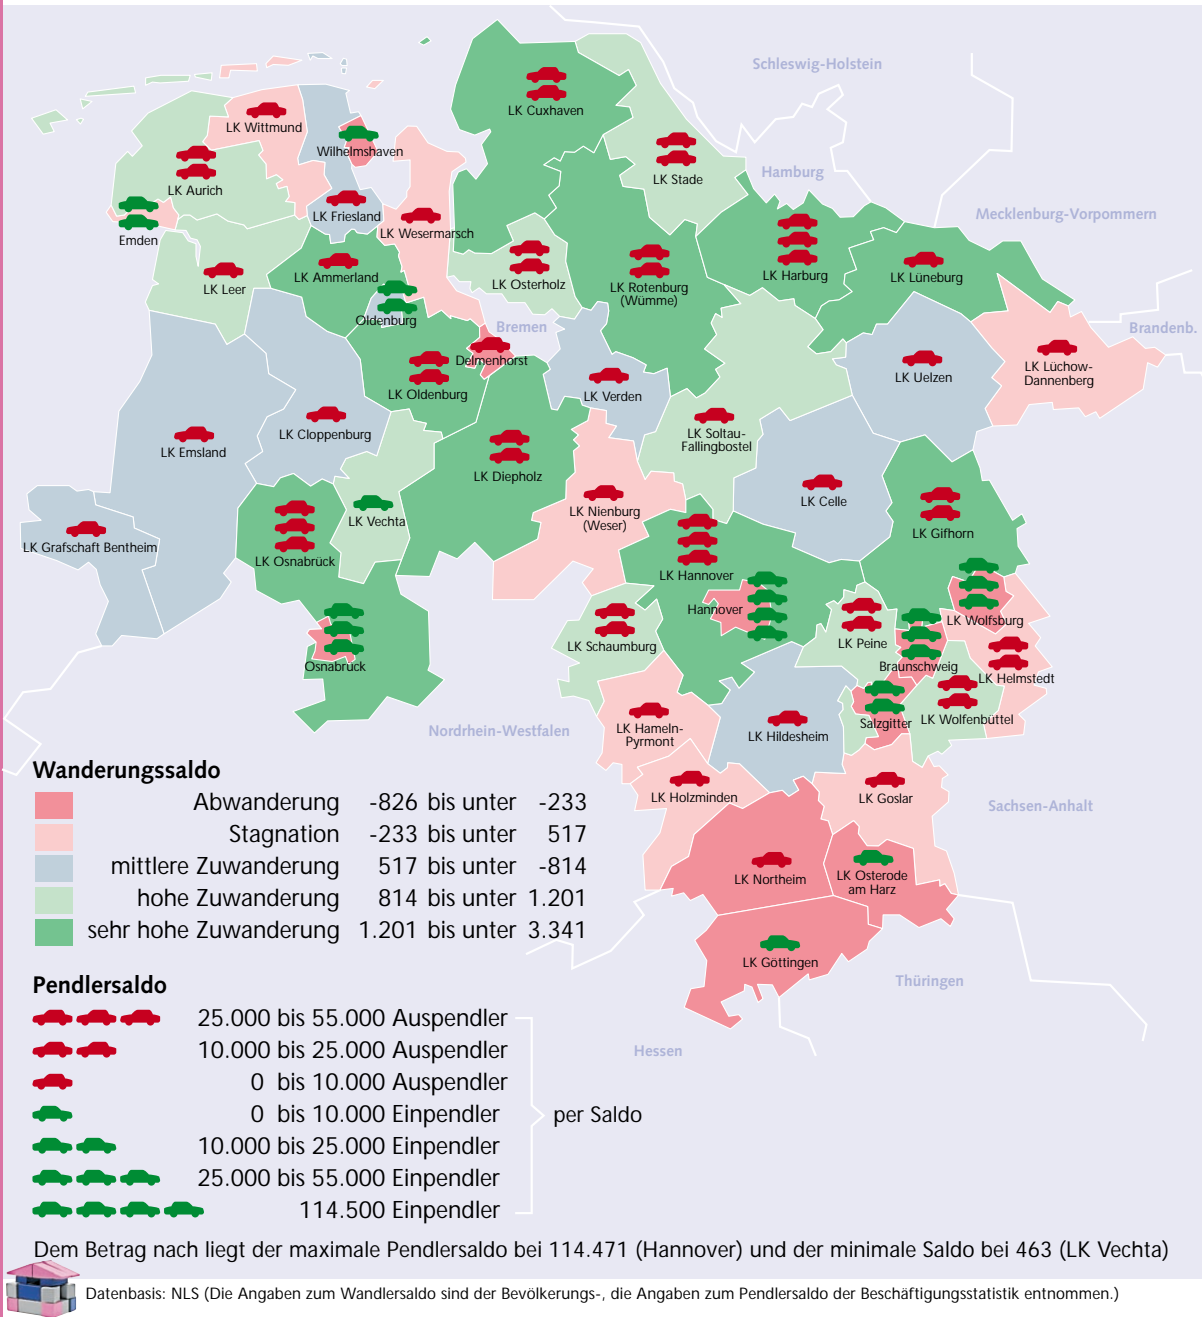 Schleswig-Holstein
LK Cuxhaven
LK Wittmund
Wilhelmshaven
LK Stade
Hamburg
LK Aurich
Mecklenburg-Vorpommern
LK Friesland
LK Wesermarsch
Emden
LK Ammerland
LK Leer
LK Osterholz
LK Rotenburg
(Wümme)
LK Harburg
LK Lüneburg
Oldenburg
Bremen
Brandenb.
Delmenhorst
LK Oldenburg
LK Verden
LK Uelzen
LK Lüchow-
Dannenberg
LK Cloppenburg
LK Emsland
LK Soltau-
Fallingbostel
LK Diepholz
LK Celle
LK Vechta
LK Nienburg
(Weser)
LK Gifhorn
LK Grafschaft Bentheim
LK Osnabrück
LK Hannover
Hannover
LK Wolfsburg
LK Schaumburg
LK Peine
Braunschweig
Osnabrück
LK Helmstedt
Nordrhein-Westfalen
LK Hameln-
Pyrmont
LK Hildesheim
Salzgitter
LK Wolfenbüttel
LK Holzminden
LK Goslar
Sachsen-Anhalt
LK Northeim
LK Osterode
am Harz
LK Göttingen
Thüringen
Hessen
Wanderungssaldo
Abwanderung -826 bis unter -233
Stagnation -233 bis unter 517
mittlere Zuwanderung 517 bis unter -814
hohe Zuwanderung 814 bis unter 1.201
sehr hohe Zuwanderung 1.201 bis unter 3.341
Pendlersaldo
25.000 bis 55.000 Auspendler
10.000 bis 25.000 Auspendler
0 bis 10.000 Auspendler
0 bis 10.000 Einpendler
per Saldo
10.000 bis 25.000 Einpendler
25.000 bis 55.000 Einpendler
114.500 Einpendler
Dem Betrag nach liegt der maximale Pendlersaldo bei 114.471 (Hannover) und der minimale Saldo bei 463 (LK Vechta)
Datenbasis: NLS (Die Angaben zum Wandlersaldo sind der Bevölkerungs-, die Angaben zum Pendlersaldo der Beschäftigungsstatistik entnommen.)